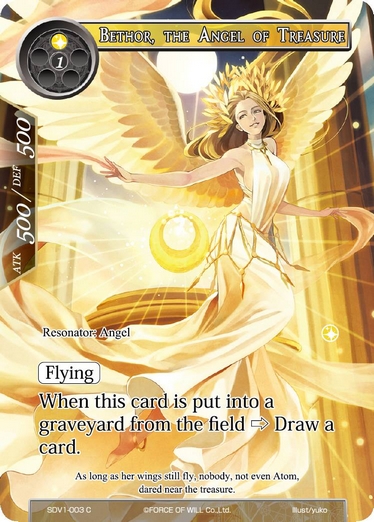 Bethor, the Angel of Treasure
1
ATK 500 / DEF 500
Resonator: Angel
Flying
When this card is put into a
graveyard from the field ⇨ Draw a
card.
As long as her wings still fly, nobody, not even Atom,
dared near the treasure.
SDV1-003 C ©FORCE OF WILL Co.,Ltd. Illust/yuko